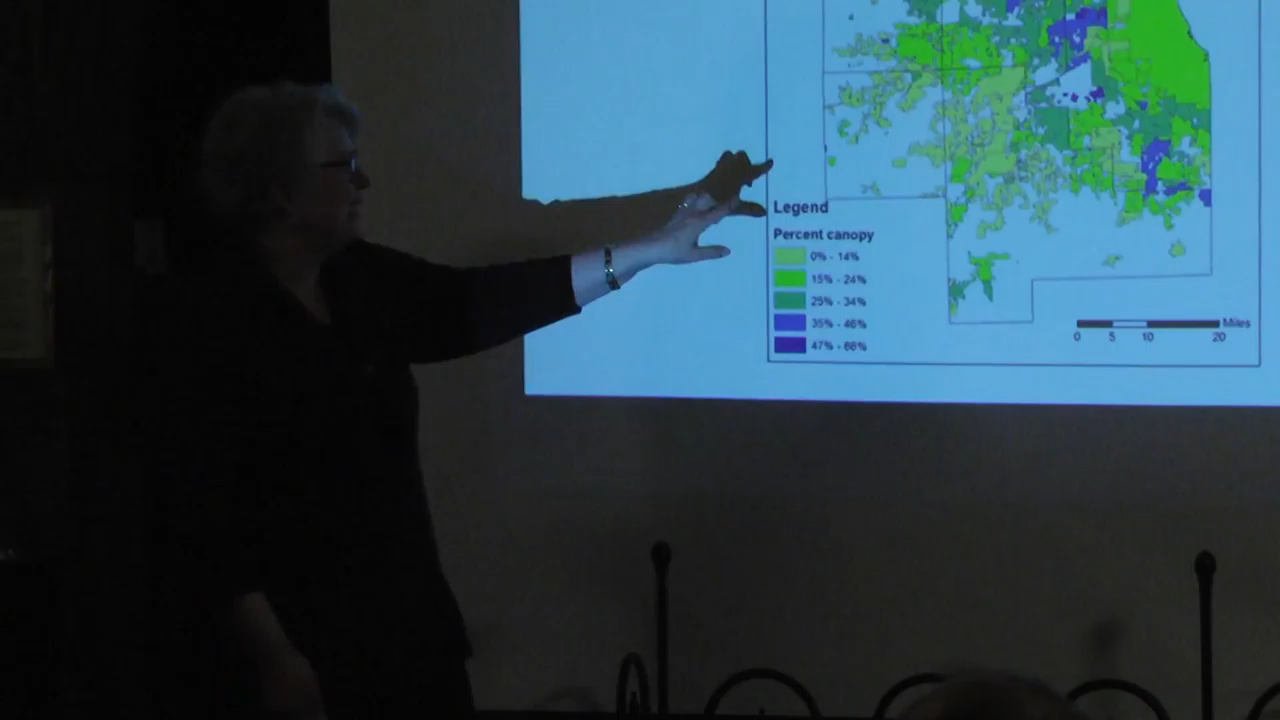 Legend
Percent canopy
0% - 14%
15% - 24%
25% - 34%
35% - 46%
47% - 66%
Miles
0 5 10 20